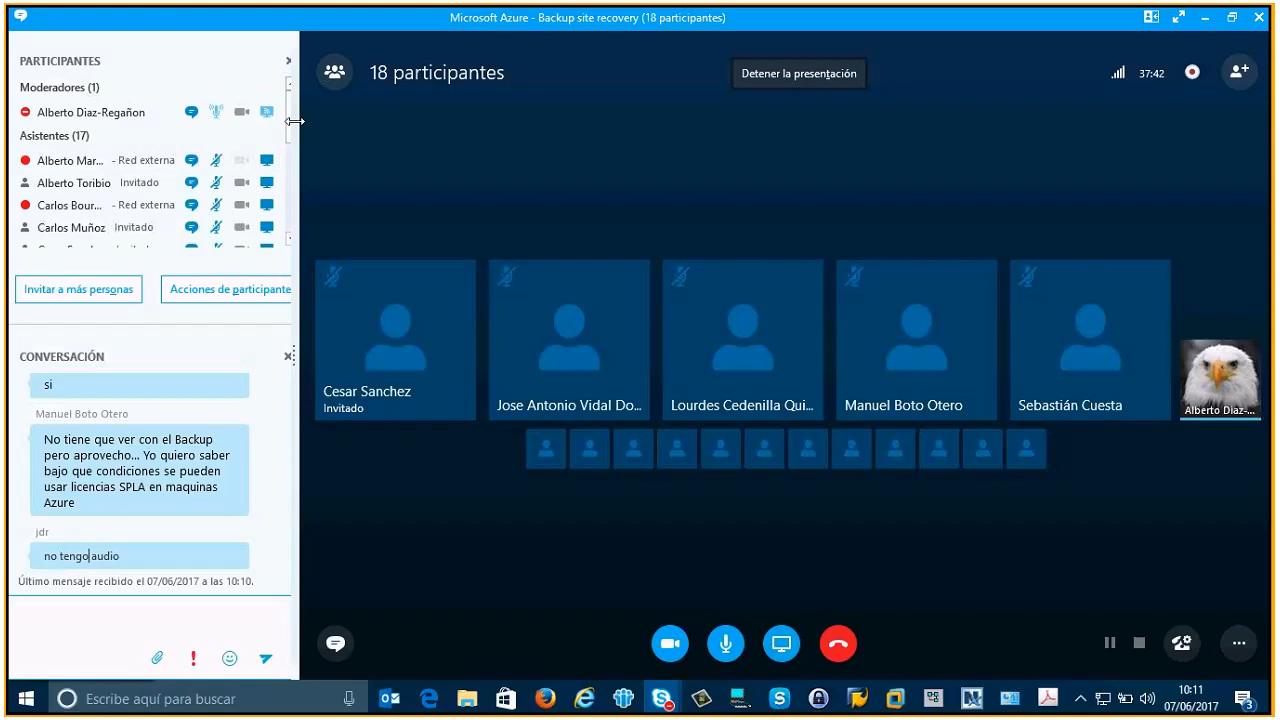 Microsoft Azure - Backup site recovery (18 participantes)
PARTICIPANTES
Moderadores (1)
Alberto Diaz-Regañon
Asistentes (17)
Alberto Mar... - Red externa
Alberto Toribio Invitado
Carlos Bour... - Red externa
Carlos Muñoz Invitado
Invitar a más personas
Acciones de participante
CONVERSACIÓN
si
Manuel Boto Otero
No tiene que ver con el Backup
pero aprovecho... Yo quiero saber
bajo que condiciones se pueden
usar licencias SPLA en maquinas
Azure
jdr
no tengo audio
Último mensaje recibido el 07/06/2017 a las 10:10.
18 participantes
Detener la presentación
37:42
Cesar Sanchez
Invitado
Jose Antonio Vidal Do...
Lourdes Cedenilla Qui...
Manuel Boto Otero
Sebastián Cuesta
Alberto Diaz-...
Escribe aquí para buscar
10:11
07/06/2017
3